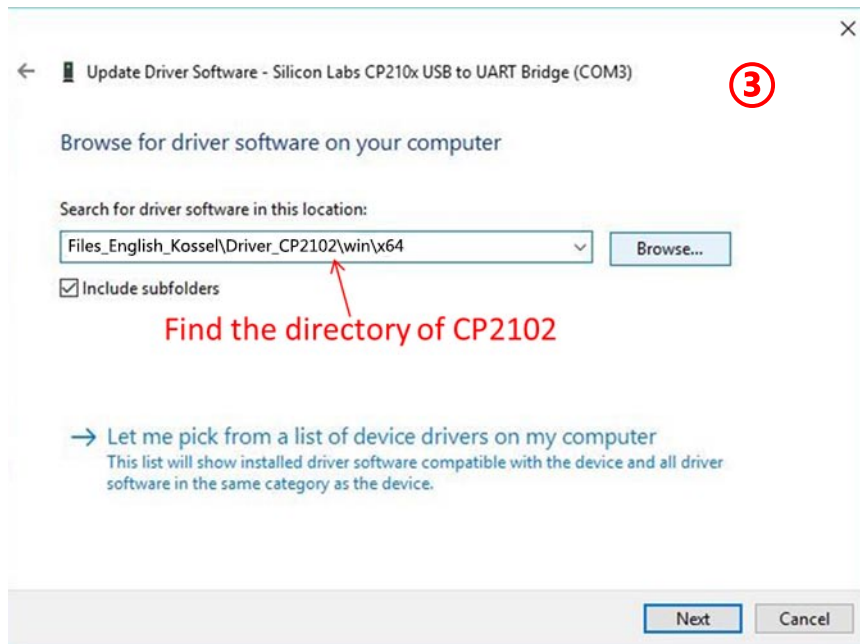 Update Driver Software - Silicon Labs CP210x USB to UART Bridge (COM3)
③
Browse for driver software on your computer
Search for driver software in this location:
Files_English_Kossel\Driver_CP2102\win\x64
Browse...
Include subfolders
Find the directory of CP2102
Let me pick from a list of device drivers on my computer
This list will show installed driver software compatible with the device and all driver
software in the same category as the device.
Next
Cancel